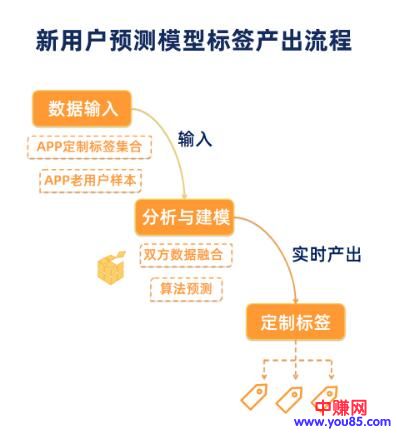 新用户预测模型标签产出流程
数据输入
APP定制标签集合
APP老用户样本
输入
分析与建模
双方数据融合
算法预测
实时产出
定制标签
中赚网
www.you85.com